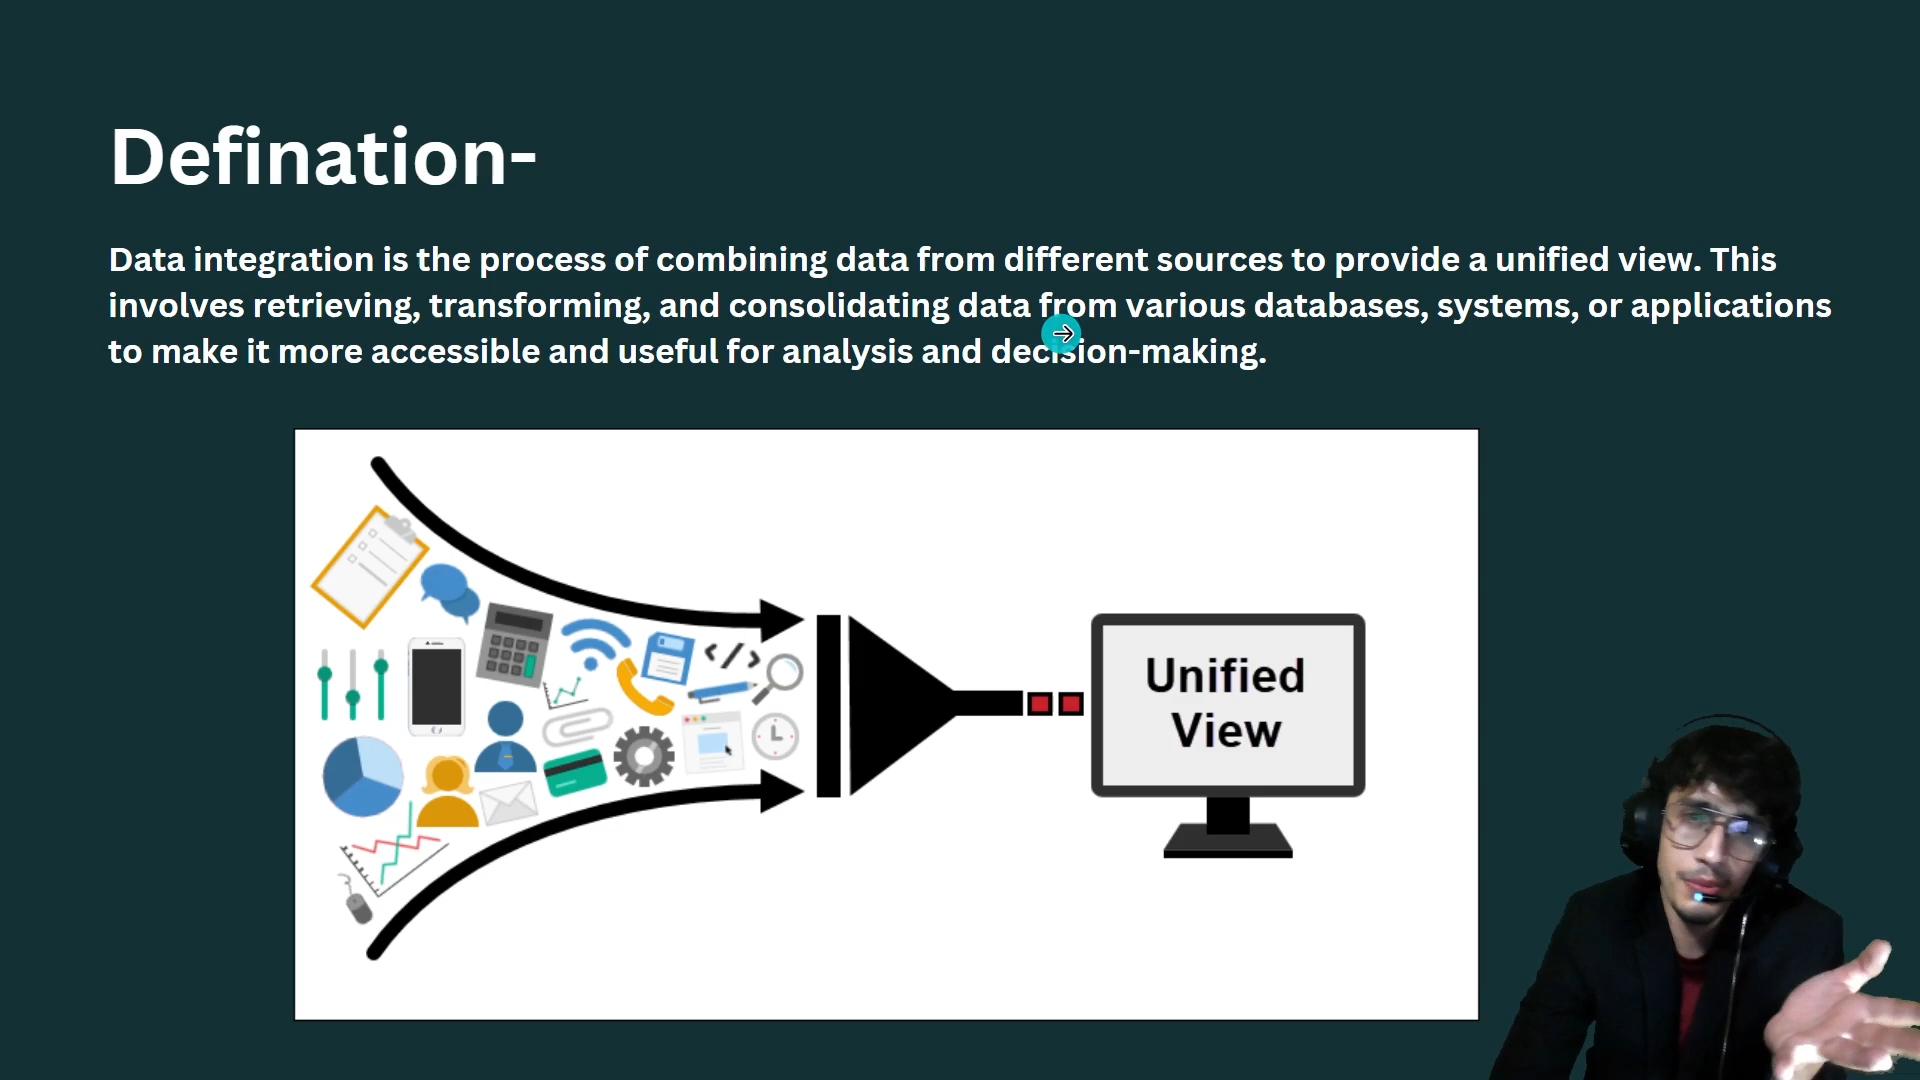 Defination-
Data integration is the process of combining data from different sources to provide a unified view. This
involves retrieving, transforming, and consolidating data from various databases, systems, or applications
to make it more accessible and useful for analysis and decision-making.
</>
Unified
View